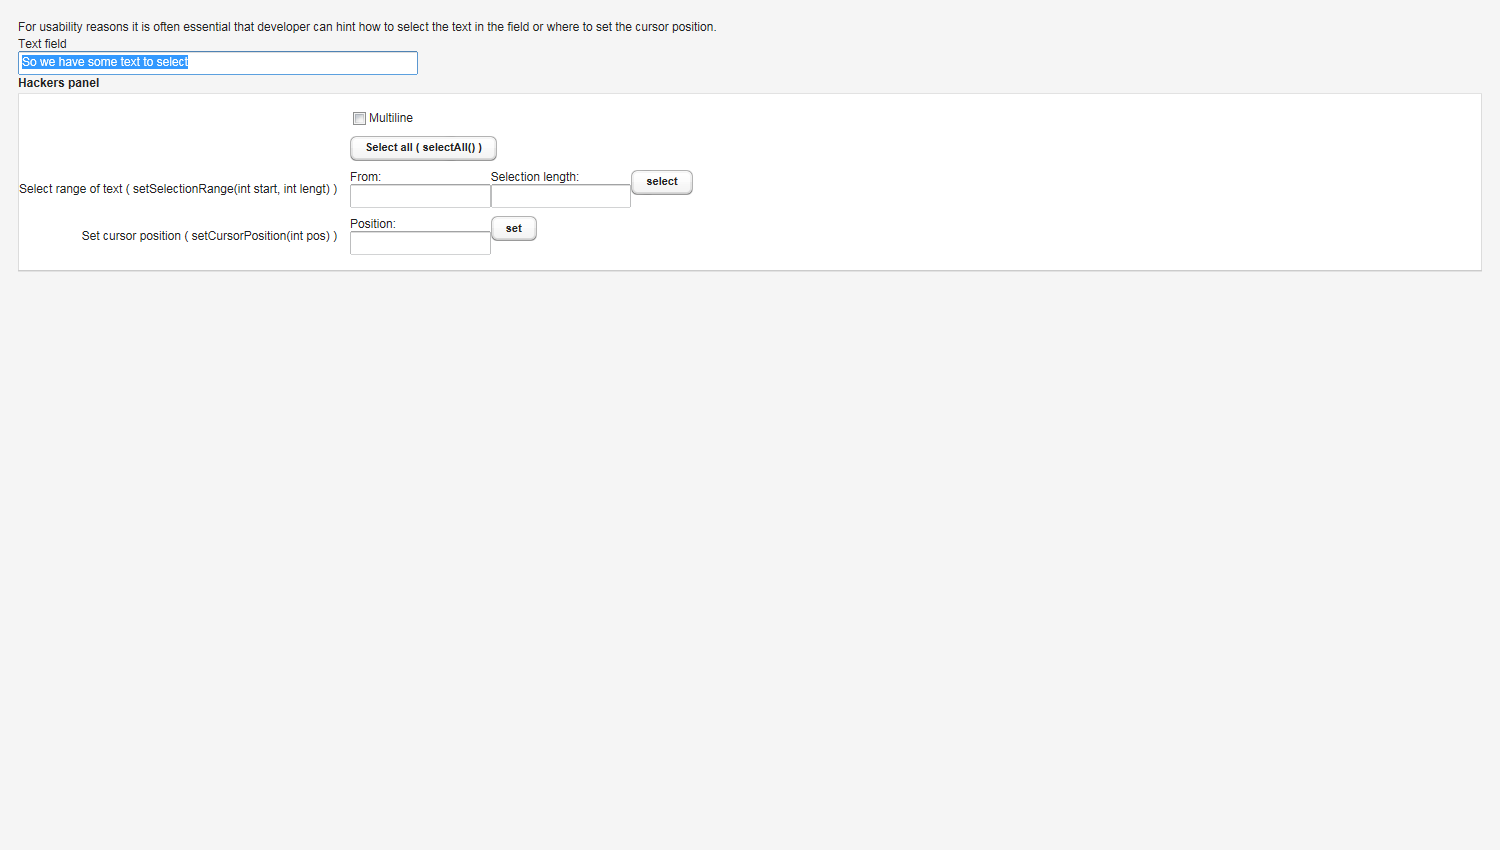 For usability reasons it is often essential that developer can hint how to select the text in the field or where to set the cursor position.
Text field
So we have some text to select
Hackers panel
Multiline
Select all ( selectAll() )
Select range of text ( setSelectionRange(int start, int lengt) )
From:
Selection length:
select
Set cursor position ( setCursorPosition(int pos) )
Position:
set